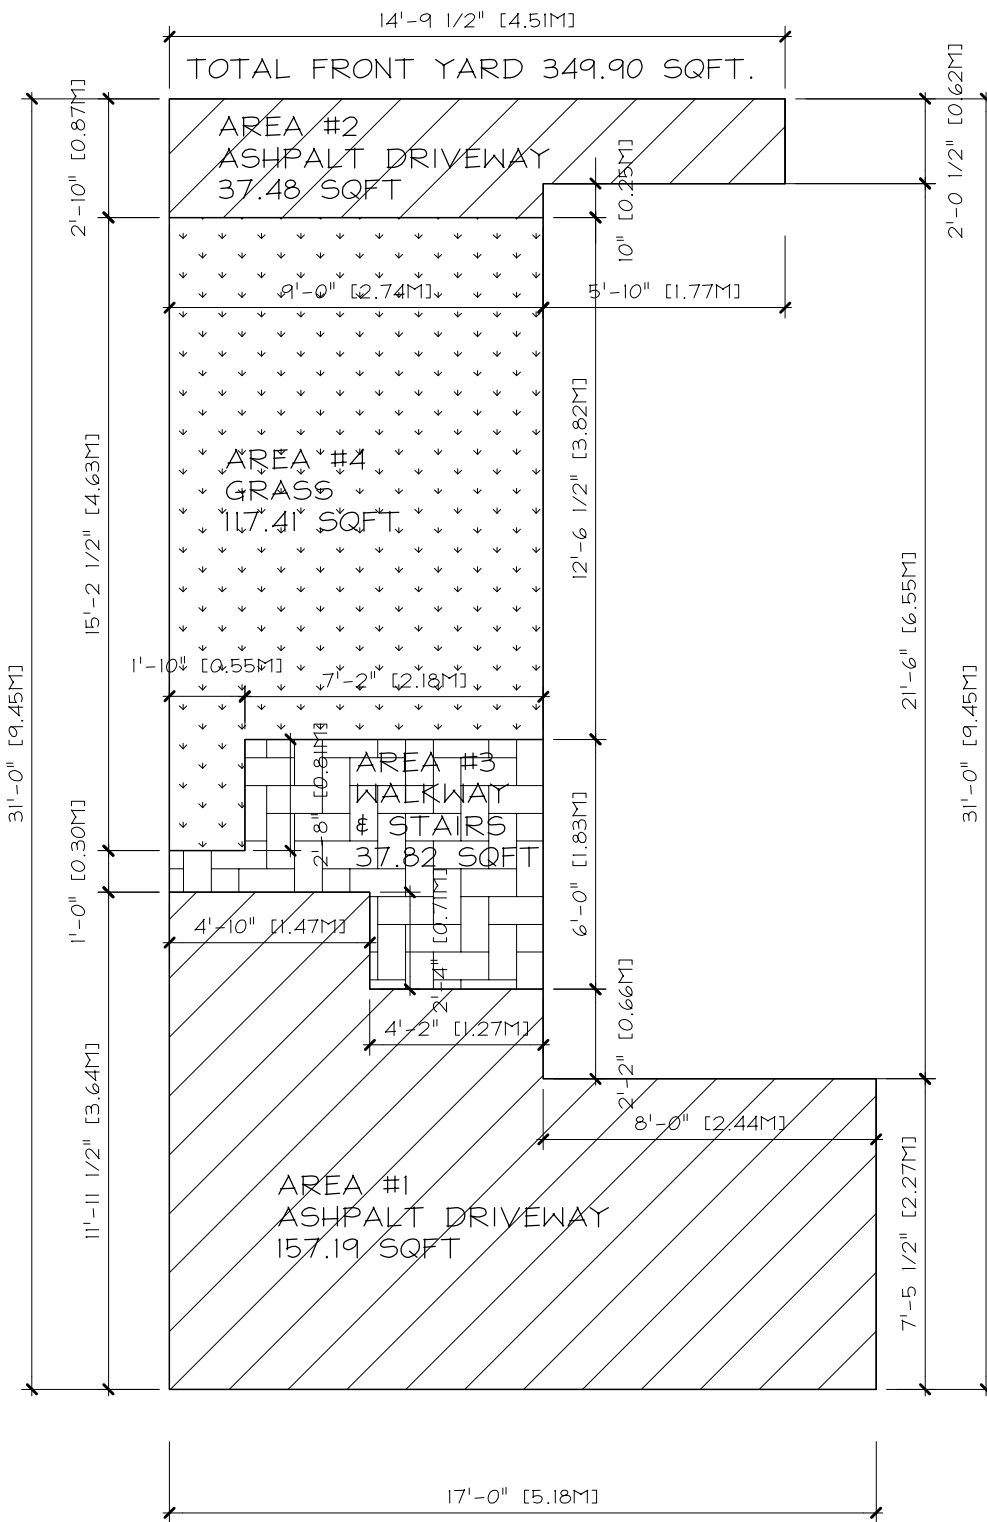 14'-9 1/2" [4.51M]
TOTAL FRONT YARD 349.90 SQFT.
2'-10" [0.87M]
2'-0 1/2" [0.62M]
AREA #2
ASHPALT DRIVEWAY
37.48 SQFT
10" [0.25M]
9'-0" [2.74M]
5'-10" [1.77M]
15'-2 1/2" [4.63M]
12'-6 1/2" [3.82M]
AREA #4
GRASS
117.41 SQFT
21'-6" [6.55M]
31'-0" [9.45M]
31'-0" [9.45M]
1'-10" [0.55M]
7'-2" [2.18M]
2'-8" [0.81M]
AREA #3
WALKWAY
& STAIRS
37.82 SQFT
1'-0" [0.30M]
6'-0" [1.83M]
4'-10" [1.47M]
2'-4" [0.71M]
4'-2" [1.27M]
2'-2" [0.66M]
8'-0" [2.44M]
11'-11 1/2" [3.64M]
7'-5 1/2" [2.27M]
AREA #1
ASHPALT DRIVEWAY
157.19 SQFT
17'-0" [5.18M]